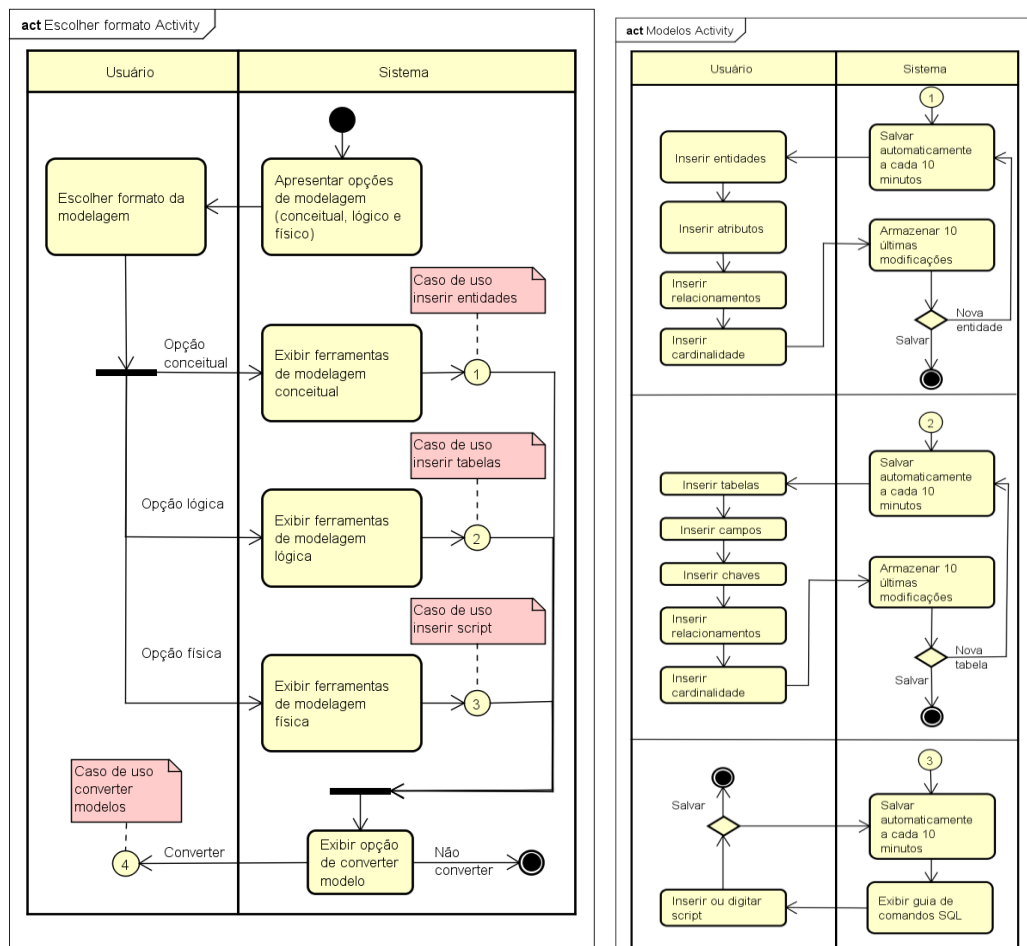 act Escolher formato Activity
Usuário
Sistema
Escolher formato da
modelagem
Apresentar opções
de modelagem
(conceitual, lógico e
físico)
Caso de uso
inserir entidades
Opção
conceitual
Exibir ferramentas
de modelagem
conceitual
1
Caso de uso
inserir tabelas
Opção lógica
Exibir ferramentas
de modelagem
lógica
2
Caso de uso
inserir script
Opção física
Exibir ferramentas
de modelagem
física
3
Caso de uso
converter
modelos
4
Converter
Exibir opção
de converter
modelo
Não
converter
act Modelos Activity
Usuário
Sistema
1
Salvar
automaticamente
a cada 10
minutos
Inserir entidades
Inserir atributos
Inserir
relacionamentos
Inserir
cardinalidade
Armazenar 10
últimas
modificações
Nova
entidade
Salvar
2
Salvar
automaticamente
a cada 10
minutos
Inserir tabelas
Inserir campos
Inserir chaves
Inserir
relacionamentos
Inserir
cardinalidade
Armazenar 10
últimas
modificações
Nova
tabela
Salvar
3
Salvar
Salvar
automaticamente
a cada 10
minutos
Inserir ou digitar
script
Exibir guia de
comandos SQL